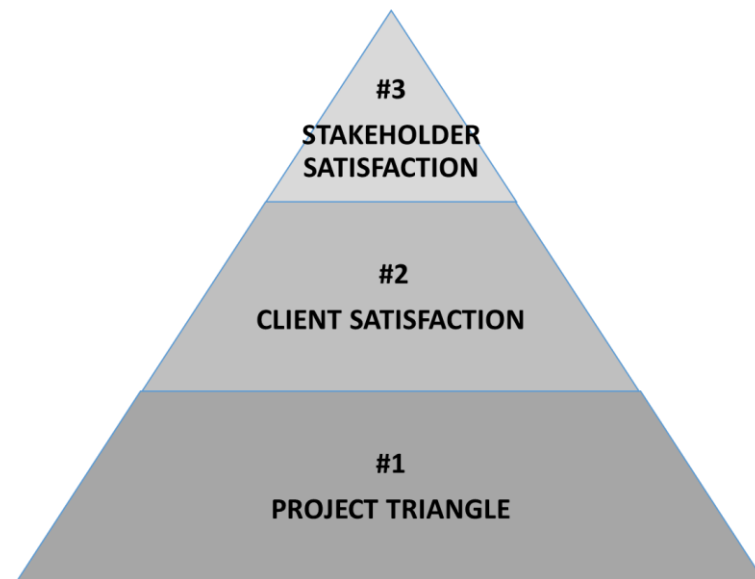 #3
STAKEHOLDER
SATISFACTION
#2
CLIENT SATISFACTION
#1
PROJECT TRIANGLE